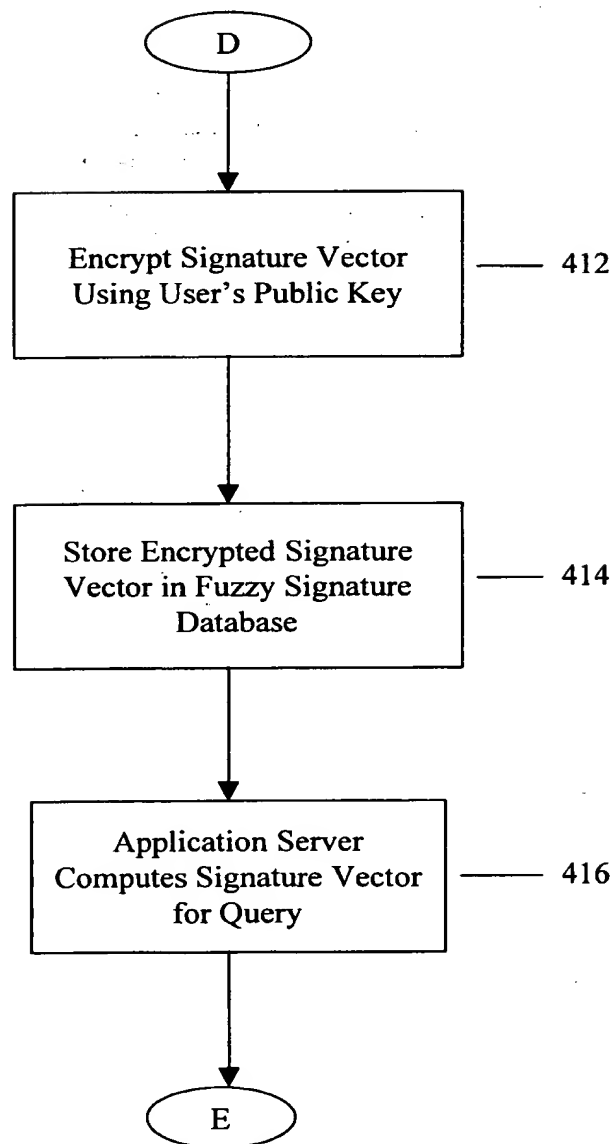 D
Encrypt Signature Vector
Using User's Public Key
412
Store Encrypted Signature
Vector in Fuzzy Signature
Database
414
Application Server
Computes Signature Vector
for Query
416
E